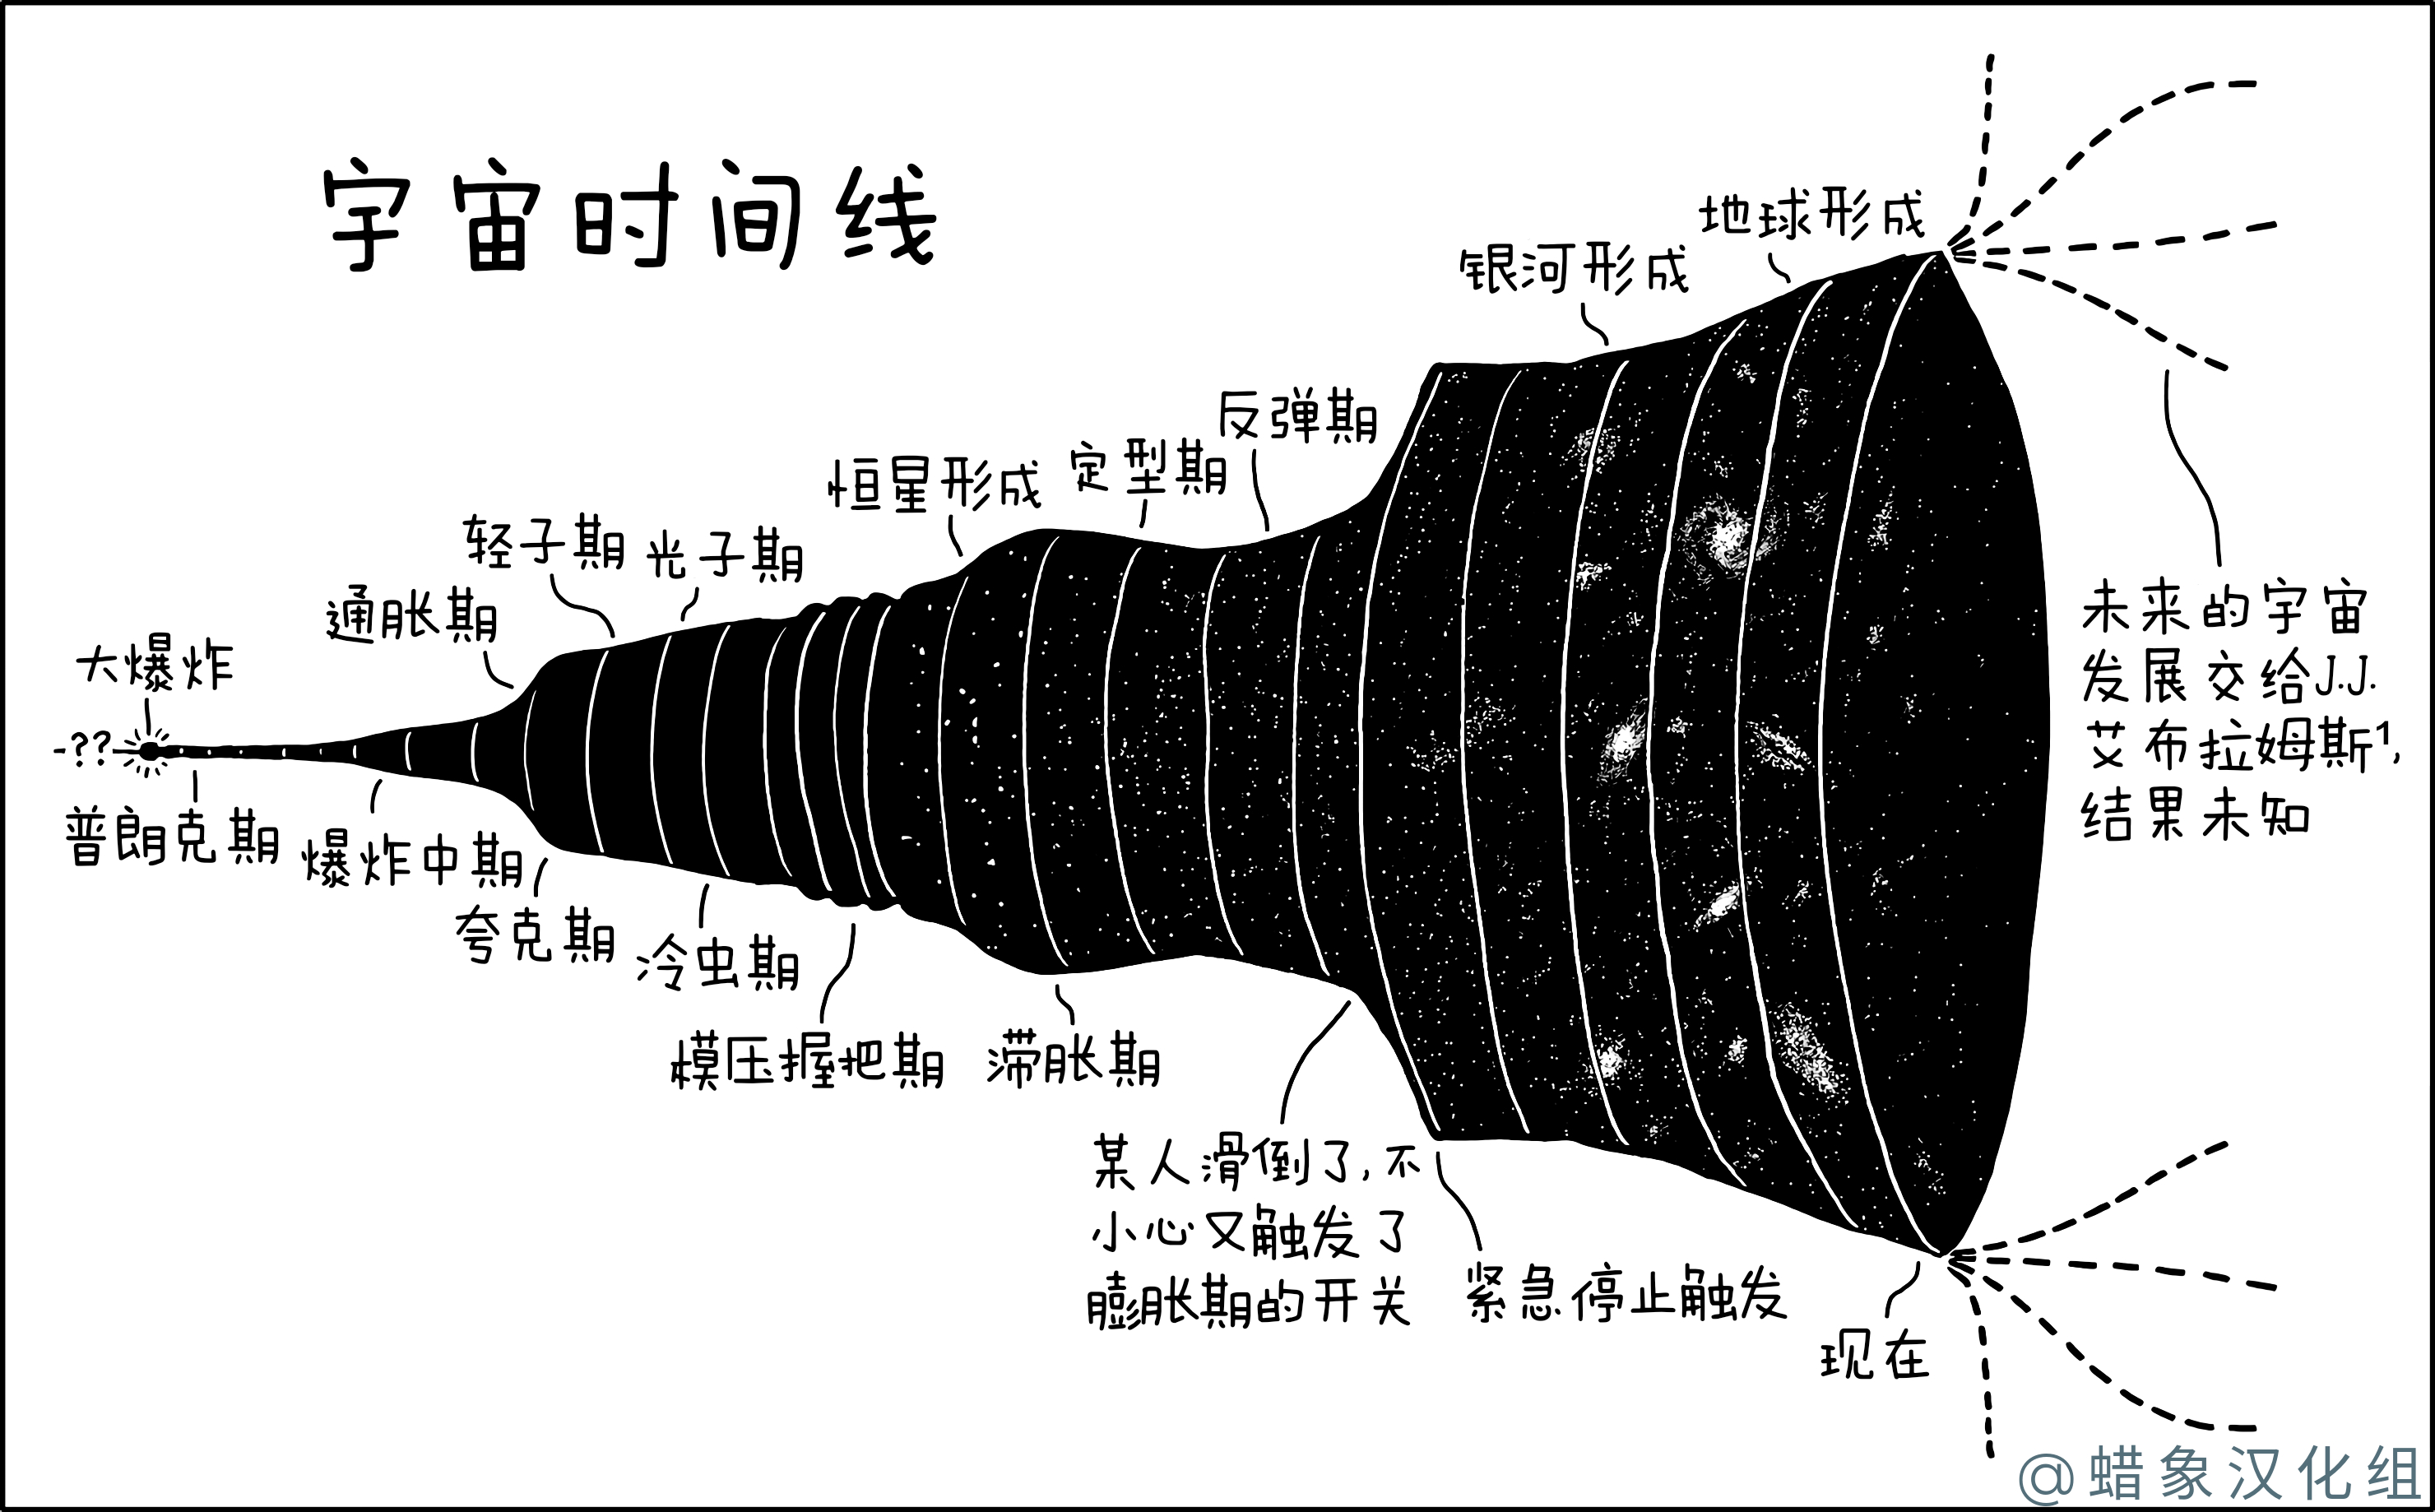 宇宙时间线
地球形成
银河形成
反弹期
定型期
恒星形成
轻子期
光子期
通胀期
大爆炸
??
普朗克期
爆炸中期
夸克期
冷虫期
模压握把期
滞胀期
某人滑倒了,不
小心又触发了
膨胀期的开关
紧急停止触发
现在
未来的宇宙
发展交给J.J.
艾布拉姆斯¹,
结果未知
@蜡象汉化组